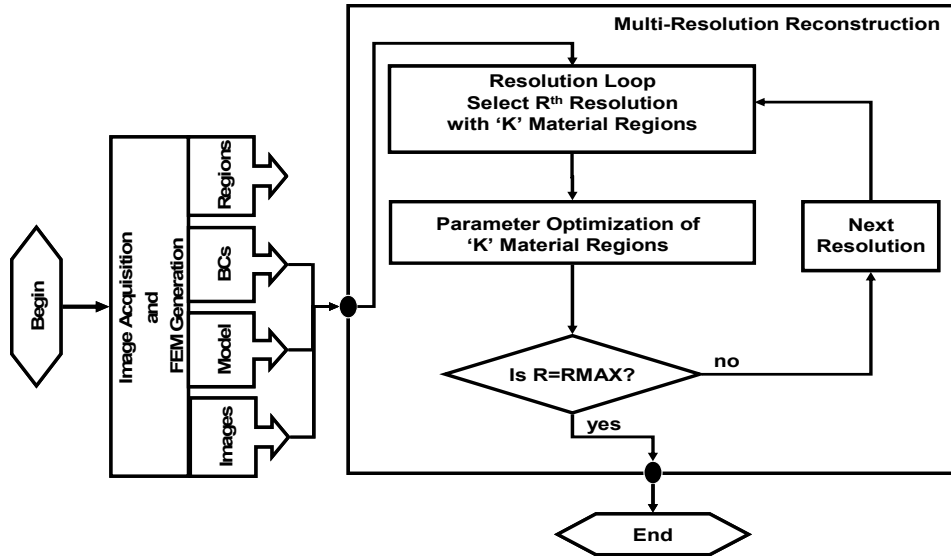 Multi-Resolution Reconstruction
Resolution Loop
Select Rth Resolution
with ‘K’ Material Regions
Parameter Optimization of
‘K’ Material Regions
Next
Resolution
Is R=RMAX?
no
yes
End
Begin
Image Acquisition
and
FEM Generation
Regions
BCs
Model
Images